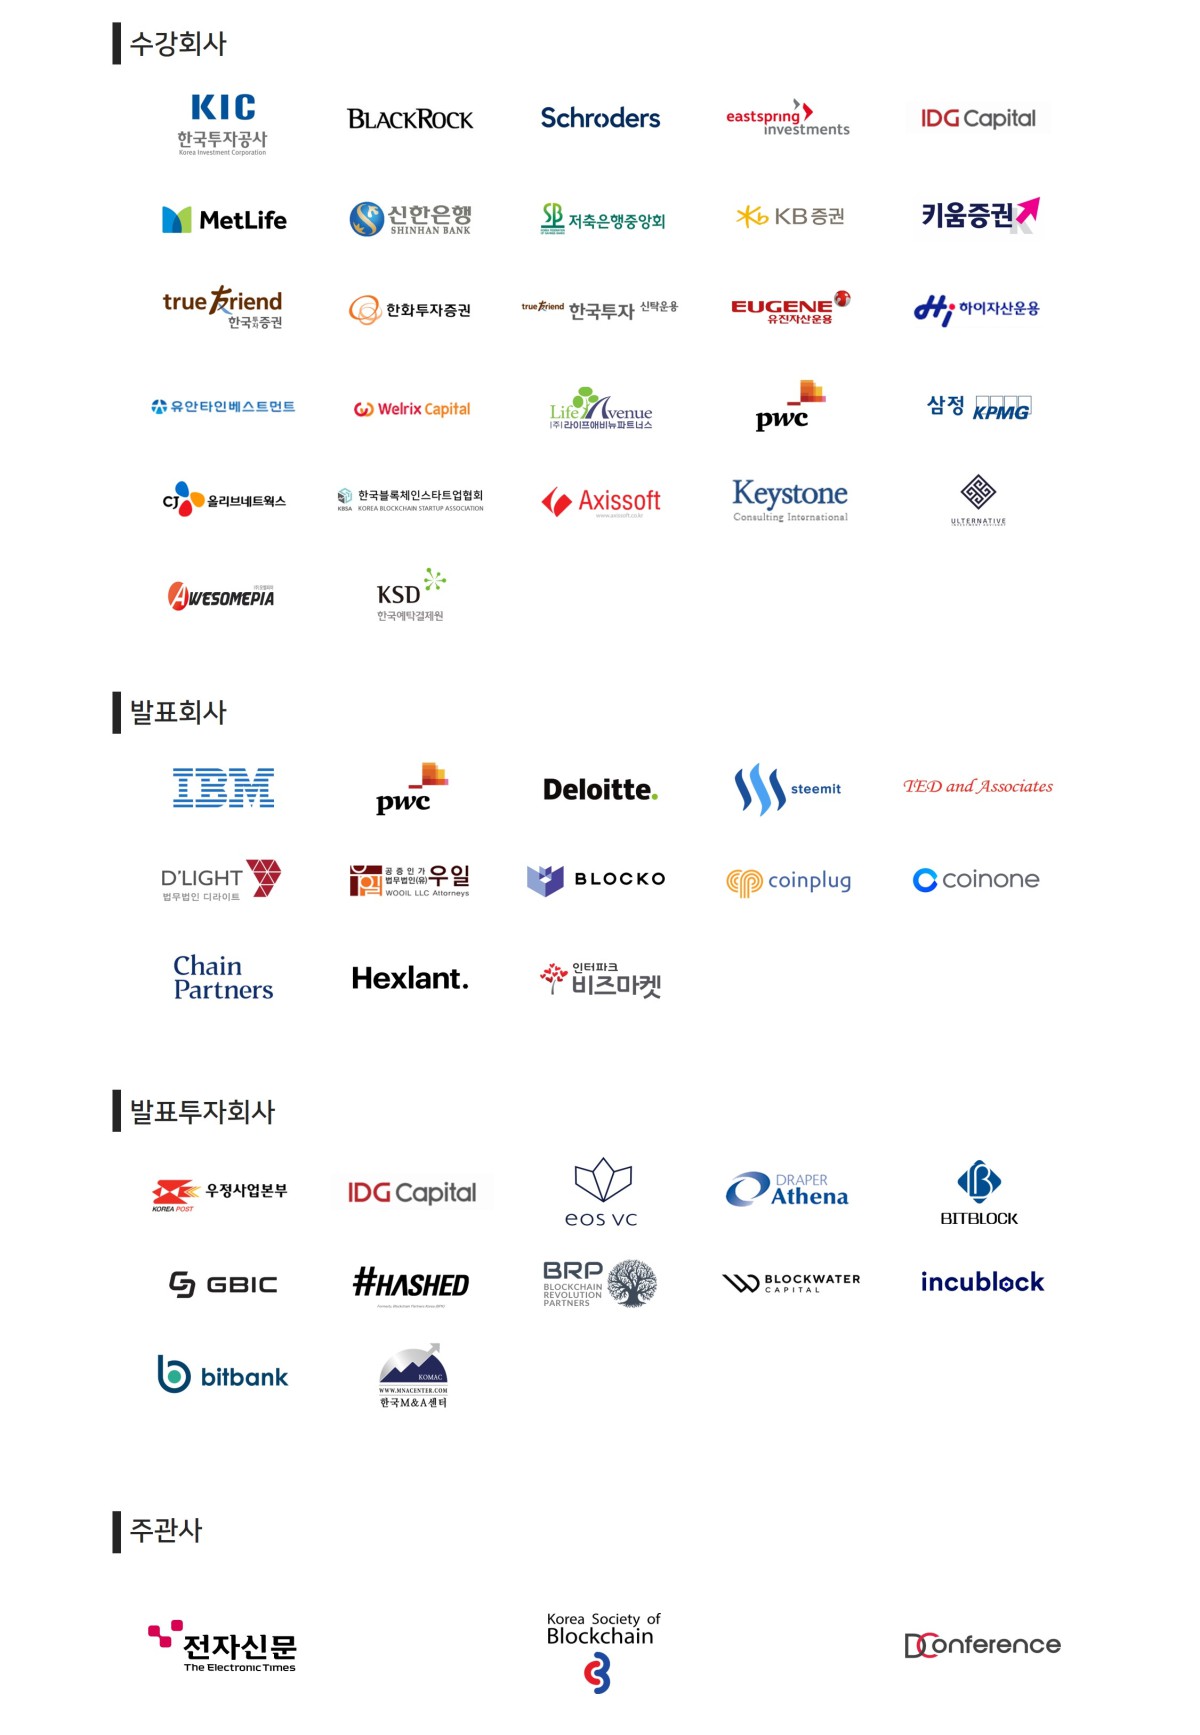 수강회사
KIC
한국투자공사
Korea Investment Corporation
BLACKROCK
Schroders
eastspring
investments
IDG Capital
MetLife
신한은행
SHINHAN BANK
SB
저축은행중앙회
Kb KB증권
키움증권
true Friend
한국투자증권
한화투자증권
true Friend 한국투자 신탁운용
EUGENE
유진자산운용
Hi 하이자산운용
유안타인베스트먼트
Welrix Capital
Life Avenue
(주)라이프애비뉴파트너스
pwc
삼정 KPMG
CJ 올리브네트웍스
한국블록체인스타트업협회
KBSA KOREA BLOCKCHAIN STARTUP ASSOCIATION
Axissoft
www.axissoft.co.kr
Keystone
Consulting International
ULTERNATIVE
AWESOMEPIA
KSD
한국예탁결제원
발표회사
IBM
pwc
Deloitte.
steemit
TED and Associates
D'LIGHT
법무법인 디라이트
공증인가
법무법인(유) 우일
WOOIL LLC Attorneys
BLOCKO
coinplug
coinone
Chain
Partners
Hexlant.
인터파크
비즈마켓
발표투자회사
우정사업본부
KOREA POST
IDG Capital
eos vc
DRAPER
Athena
BITBLOCK
GBIC
#HASHED
BRP
BLOCKCHAIN
REVOLUTION
PARTNERS
BLOCKWATER
CAPITAL
incublock
bitbank
KOMAC
WWW.MNACENTER.COM
한국M&A센터
주관사
전자신문
The Electronic Times
Korea Society of
Blockchain
DConference